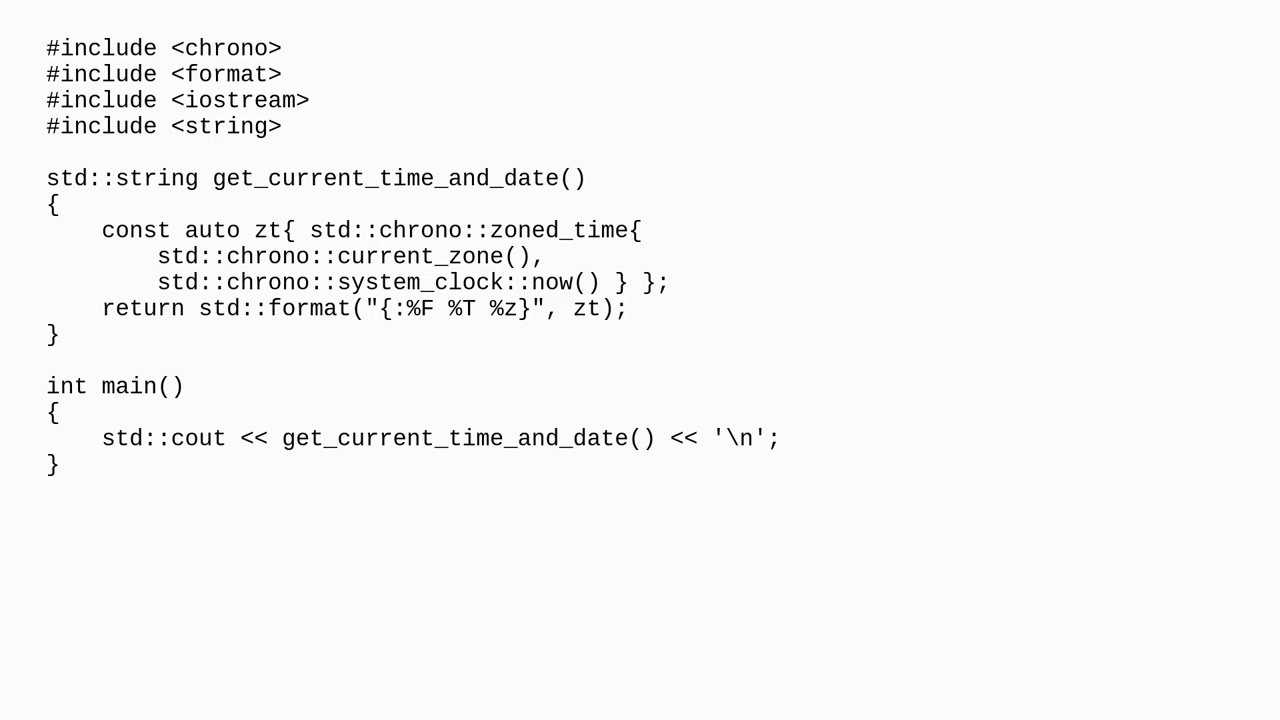 #include <chrono>
#include <format>
#include <iostream>
#include <string>

std::string get_current_time_and_date()
{
    const auto zt{ std::chrono::zoned_time{
        std::chrono::current_zone(),
        std::chrono::system_clock::now() } };
    return std::format("{:%F %T %z}", zt);
}

int main()
{
    std::cout << get_current_time_and_date() << '\n';
}